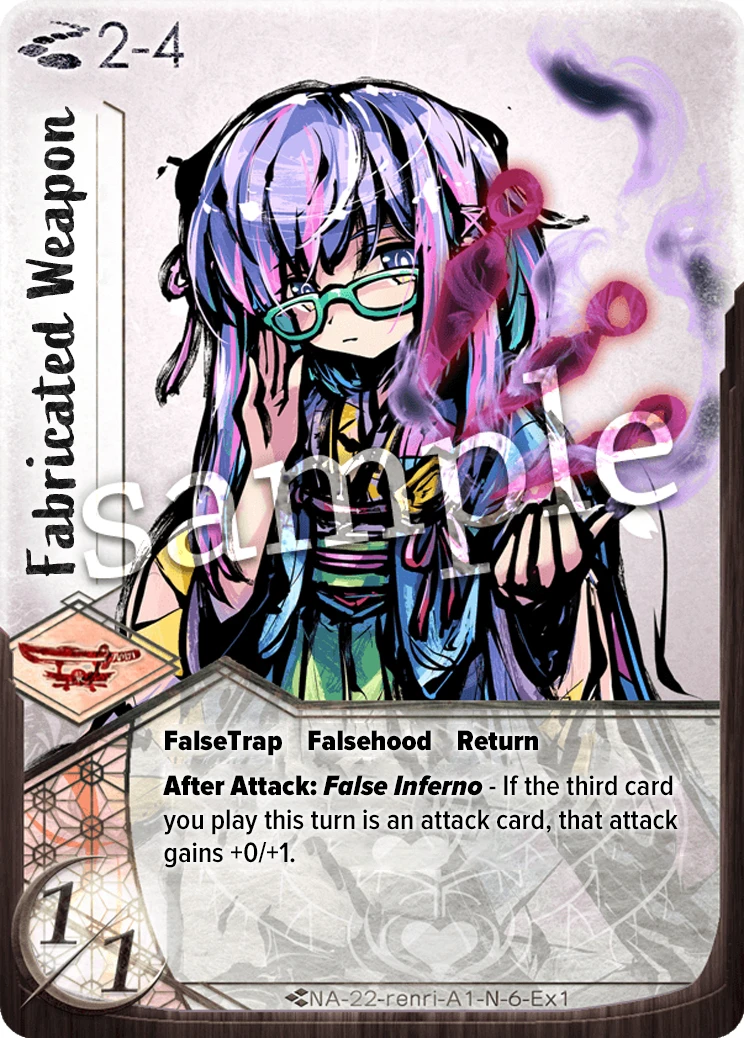 2-4
Fabricated Weapon
sample
FalseTrap Falsehood Return
After Attack: False Inferno - If the third card
you play this turn is an attack card, that attack
gains +0/+1.
1/1
NA-22-renri-A1-N-6-Ex1